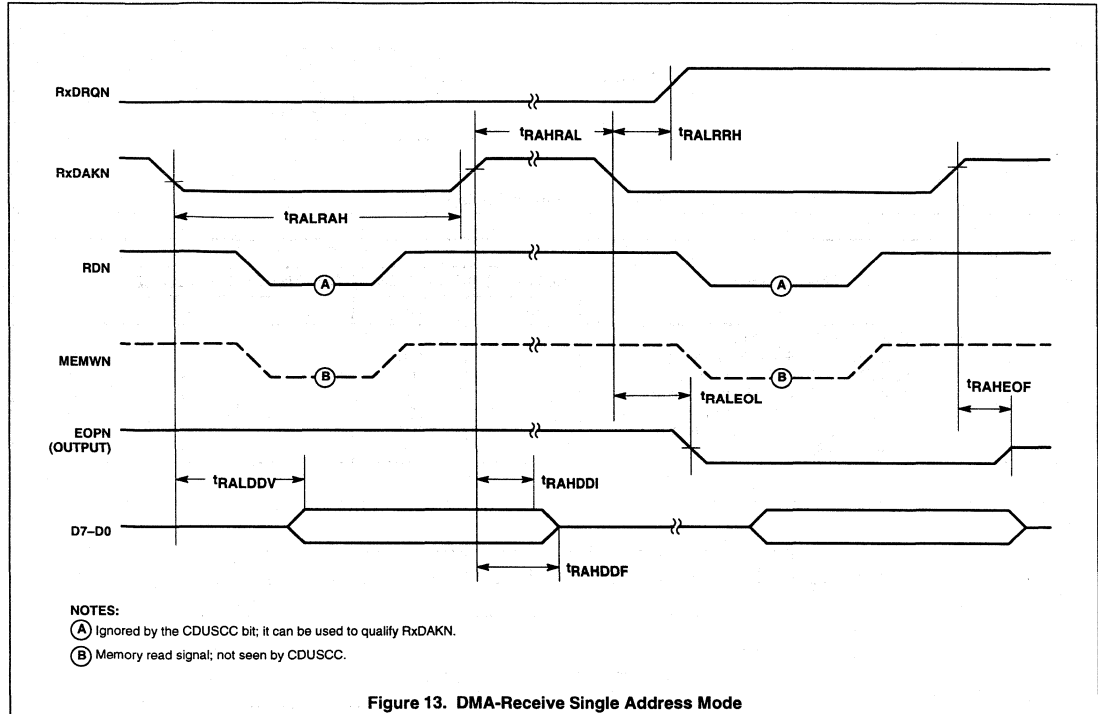 RxDRQN
tRAHRAL
tRALRRH
RxDAKN
tRALRAH
RDN
A
A
MEMWN
B
B
tRAHEOF
tRALEOL
EOPN
(OUTPUT)
tRALDDV
tRAHDDI
D7–D0
tRAHDDF
NOTES:
A Ignored by the CDUSCC bit; it can be used to qualify RxDAKN.
B Memory read signal; not seen by CDUSCC.
Figure 13. DMA-Receive Single Address Mode